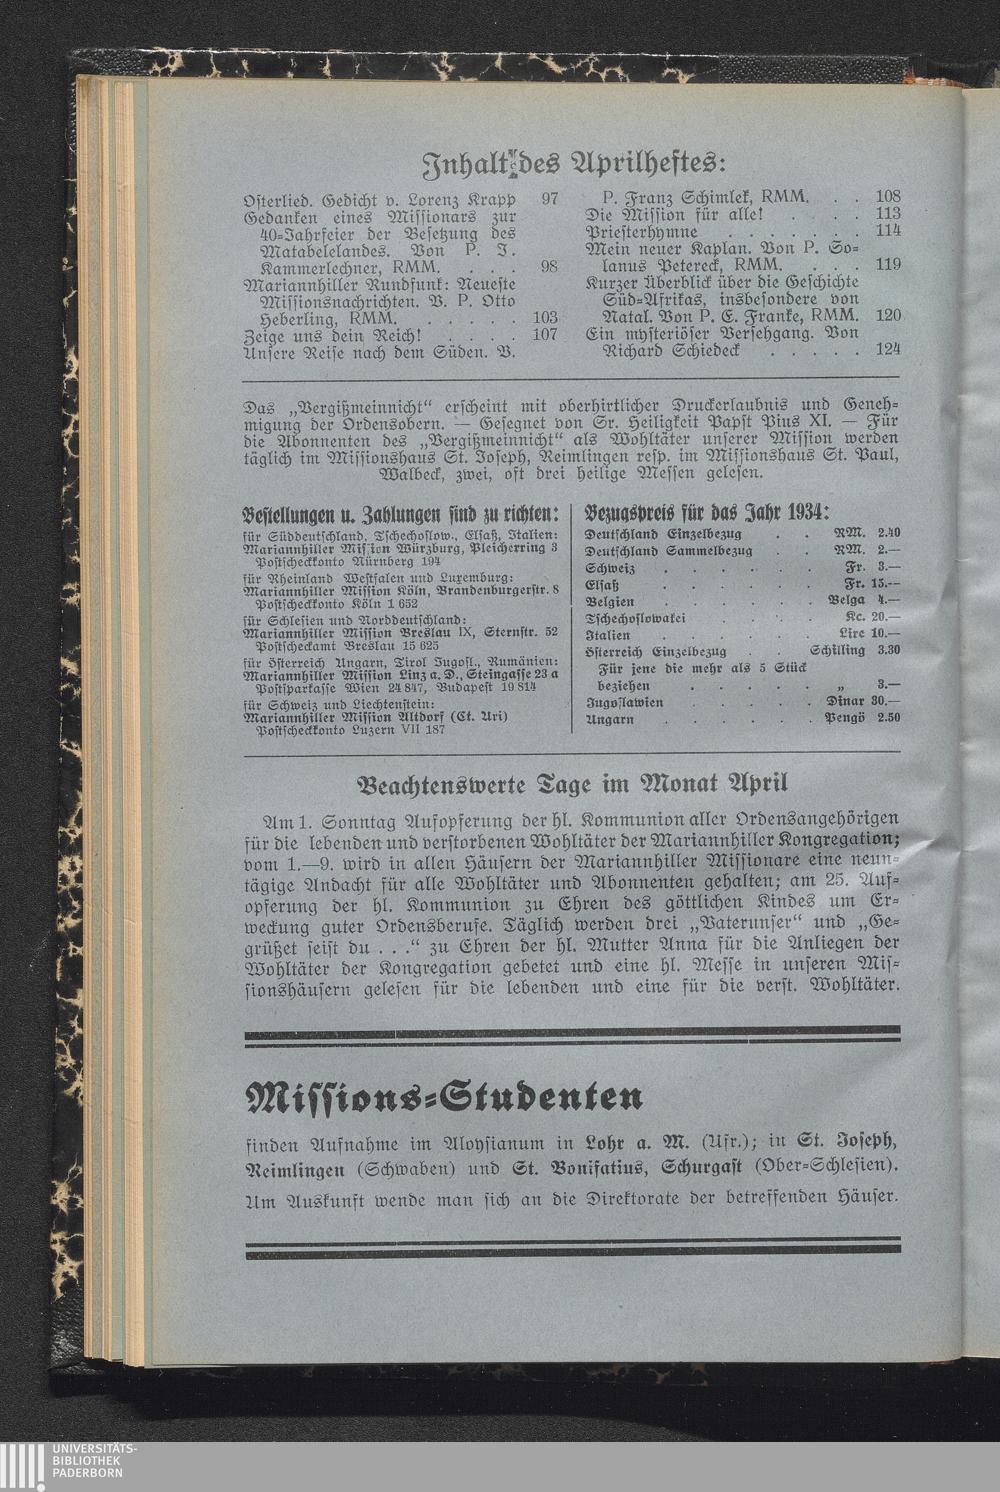 Inhalt des Aprilheftes:
Osterlied. Gedicht v. Lorenz Krapp 97
Gedanken eines Missionars zur
40=Jahrfeier der Besetzung des
Matabelelandes. Von P. J.
Kammerlechner, RMM. . . . 98
Mariannhiller Rundfunk: Neueste
Missionsnachrichten. V. P. Otto
Heberling, RMM. . . . . . 103
Zeige uns dein Reich! . . . . 107
Unsere Reise nach dem Süden. V.
P. Franz Schimlek, RMM. . . 108
Die Mission für alle! . . . 113
Priesterhymne . . . . . . . 114
Mein neuer Kaplan. Von P. So=
lanus Petereck, RMM. . . . 119
Kurzer Überblick über die Geschichte
Süd=Afrikas, insbesondere von
Natal. Von P. E. Franke, RMM. 120
Ein mysteriöser Versehgang. Von
Richard Schiedeck . . . . . 124
Das „Vergißmeinnicht“ erscheint mit oberhirtlicher Druckerlaubnis und Geneh=
migung der Ordensobern. — Gesegnet von Sr. Heiligkeit Papst Pius XI. — Für
die Abonnenten des „Vergißmeinnicht“ als Wohltäter unserer Mission werden
täglich im Missionshaus St. Joseph, Reimlingen resp. im Missionshaus St. Paul,
Walbeck, zwei, oft drei heilige Messen gelesen.
Bestellungen u. Zahlungen sind zu richten:
für Süddeutschland, Tschechoslow., Elsaß, Italien:
Mariannhiller Mission Würzburg, Pleicherring 3
Postscheckkonto Nürnberg 194
für Rheinland Westfalen und Luxemburg:
Mariannhiller Mission Köln, Brandenburgerstr. 8
Postscheckkonto Köln 1 652
für Schlesien und Norddeutschland:
Mariannhiller Mission Breslau IX, Sternstr. 52
Postscheckamt Breslau 15 625
für Österreich Ungarn, Tirol Jugosl., Rumänien:
Mariannhiller Mission Linz a. D., Steingasse 23 a
Postsparkasse Wien 24 847, Budapest 19 814
für Schweiz und Liechtenstein:
Mariannhiller Mission Altdorf (Ct. Uri)
Postscheckkonto Luzern VII 187
Bezugspreis für das Jahr 1934:
Deutschland Einzelbezug . . RM. 2.40
Deutschland Sammelbezug . . RM. 2.—
Schweiz . . . . . . Fr. 3.—
Elsaß . . . . . . Fr. 15.—
Belgien . . . . . . Belga 4.—
Tschechoslowakei . . . . Kc. 20.—
Italien . . . . . . Lire 10.—
Österreich Einzelbezug . . Schilling 3.30
Für jene die mehr als 5 Stück
beziehen . . . . . „ 3.—
Jugoslawien . . . . . Dinar 30.—
Ungarn . . . . . . Pengö 2.50
Beachtenswerte Tage im Monat April
Am 1. Sonntag Aufopferung der hl. Kommunion aller Ordensangehörigen
für die lebenden und verstorbenen Wohltäter der Mariannhiller Kongregation;
vom 1.—9. wird in allen Häusern der Mariannhiller Missionare eine neun=
tägige Andacht für alle Wohltäter und Abonnenten gehalten; am 25. Auf=
opferung der hl. Kommunion zu Ehren des göttlichen Kindes um Er=
weckung guter Ordensberufe. Täglich werden drei „Vaterunser“ und „Ge=
grüßet seist du . . .“ zu Ehren der hl. Mutter Anna für die Anliegen der
Wohltäter der Kongregation gebetet und eine hl. Messe in unseren Mis=
sionshäusern gelesen für die lebenden und eine für die verst. Wohltäter.
Missions=Studenten
finden Aufnahme im Aloysianum in Lohr a. M. (Ufr.); in St. Joseph,
Reimlingen (Schwaben) und St. Bonifatius, Schurgast (Ober=Schlesien).
Um Auskunft wende man sich an die Direktorate der betreffenden Häuser.
UNIVERSITÄTS-
BIBLIOTHEK
PADERBORN